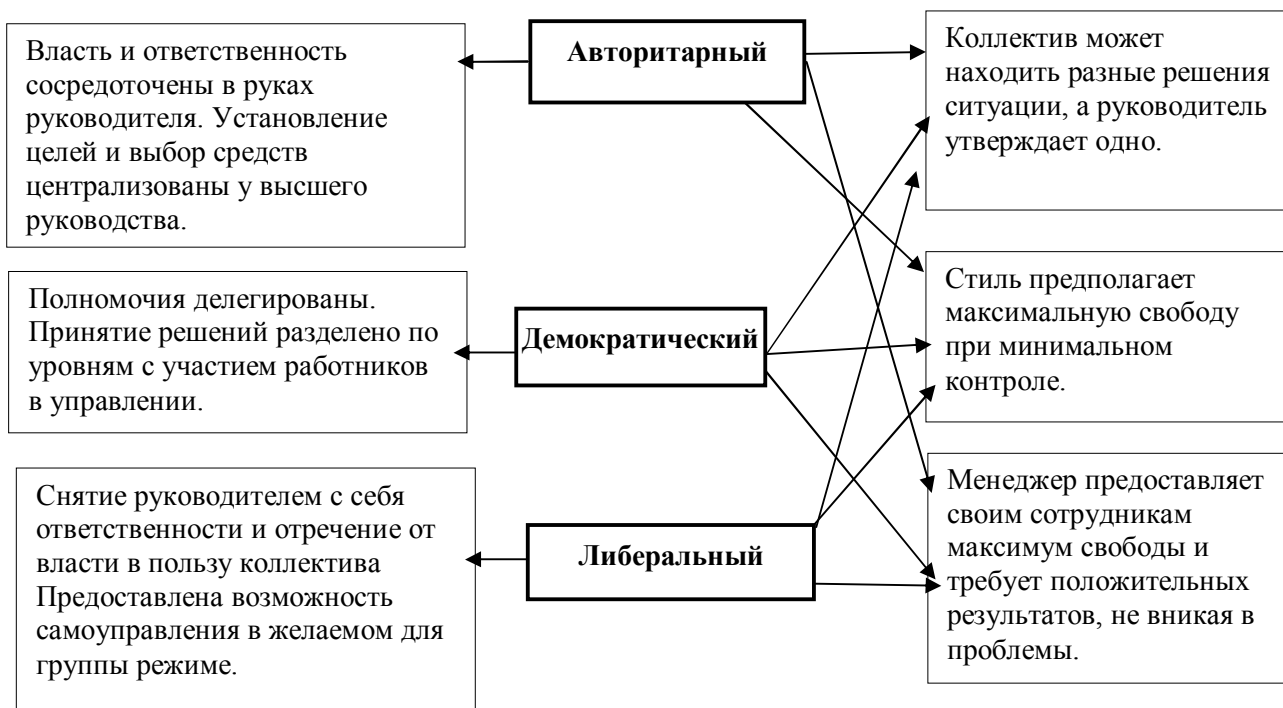 Власть и ответственность
сосредоточены в руках
руководителя. Установление
целей и выбор средств
централизованы у высшего
руководства.
Авторитарный
Коллектив может
находить разные решения
ситуации, а руководитель
утверждает одно.
Полномочия делегированы.
Принятие решений разделено по
уровням с участием работников
в управлении.
Демократический
Стиль предполагает
максимальную свободу
при минимальном
контроле.
Снятие руководителем с себя
ответственности и отречение от
власти в пользу коллектива
Предоставлена возможность
самоуправления в желаемом для
группы режиме.
Либеральный
Менеджер предоставляет
своим сотрудникам
максимум свободы и
требует положительных
результатов, не вникая в
проблемы.